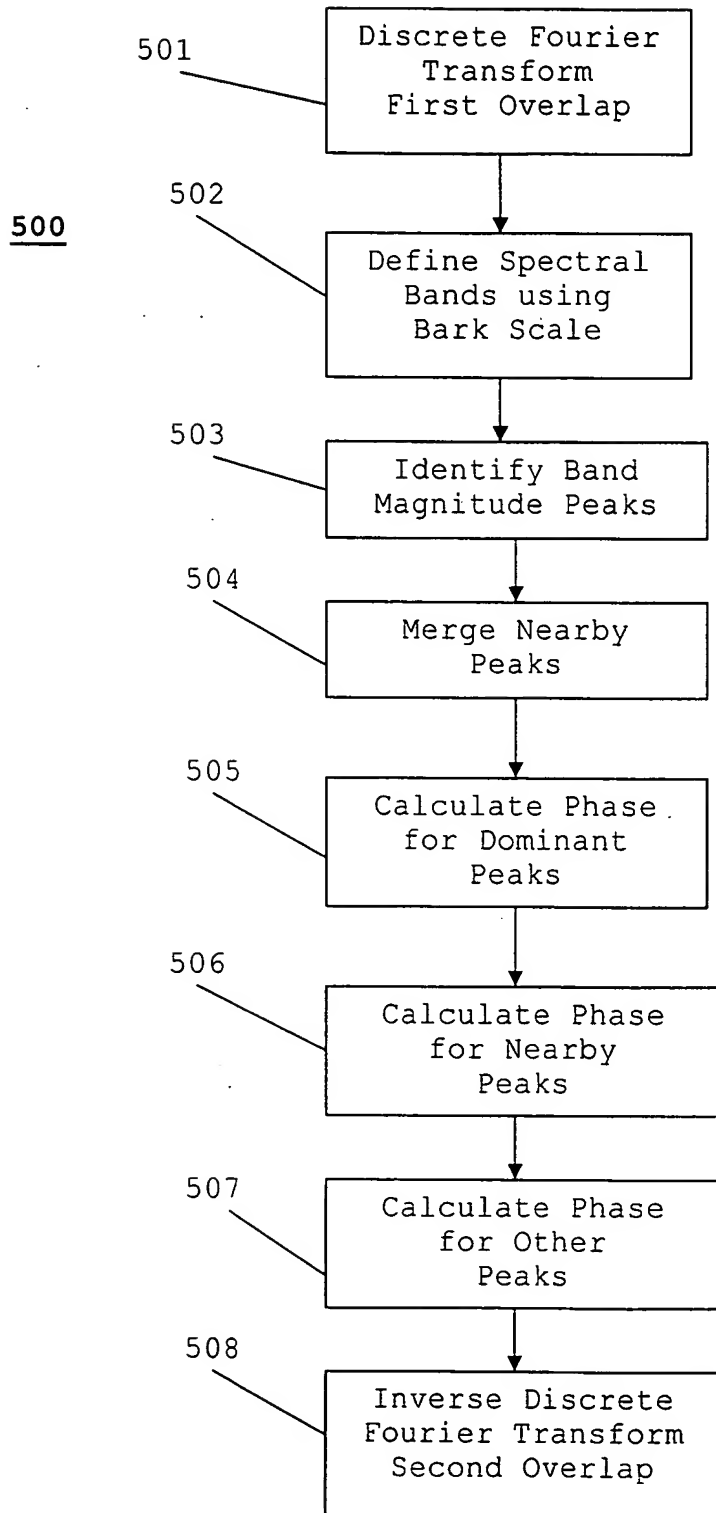 501
Discrete Fourier
Transform
First Overlap
502
500
Define Spectral
Bands using
Bark Scale
503
Identify Band
Magnitude Peaks
504
Merge Nearby
Peaks
505
Calculate Phase
for Dominant
Peaks
506
Calculate Phase
for Nearby
Peaks
507
Calculate Phase
for Other
Peaks
508
Inverse Discrete
Fourier Transform
Second Overlap